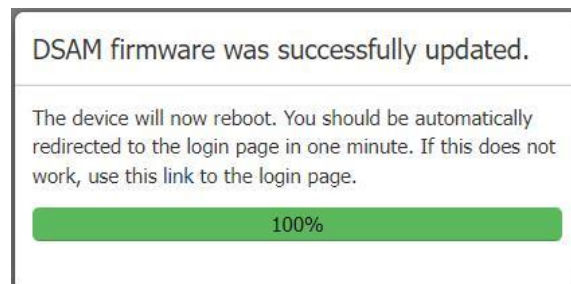 DSAM firmware was successfully updated.
The device will now reboot. You should be automatically
redirected to the login page in one minute. If this does not
work, use this link to the login page.
100%